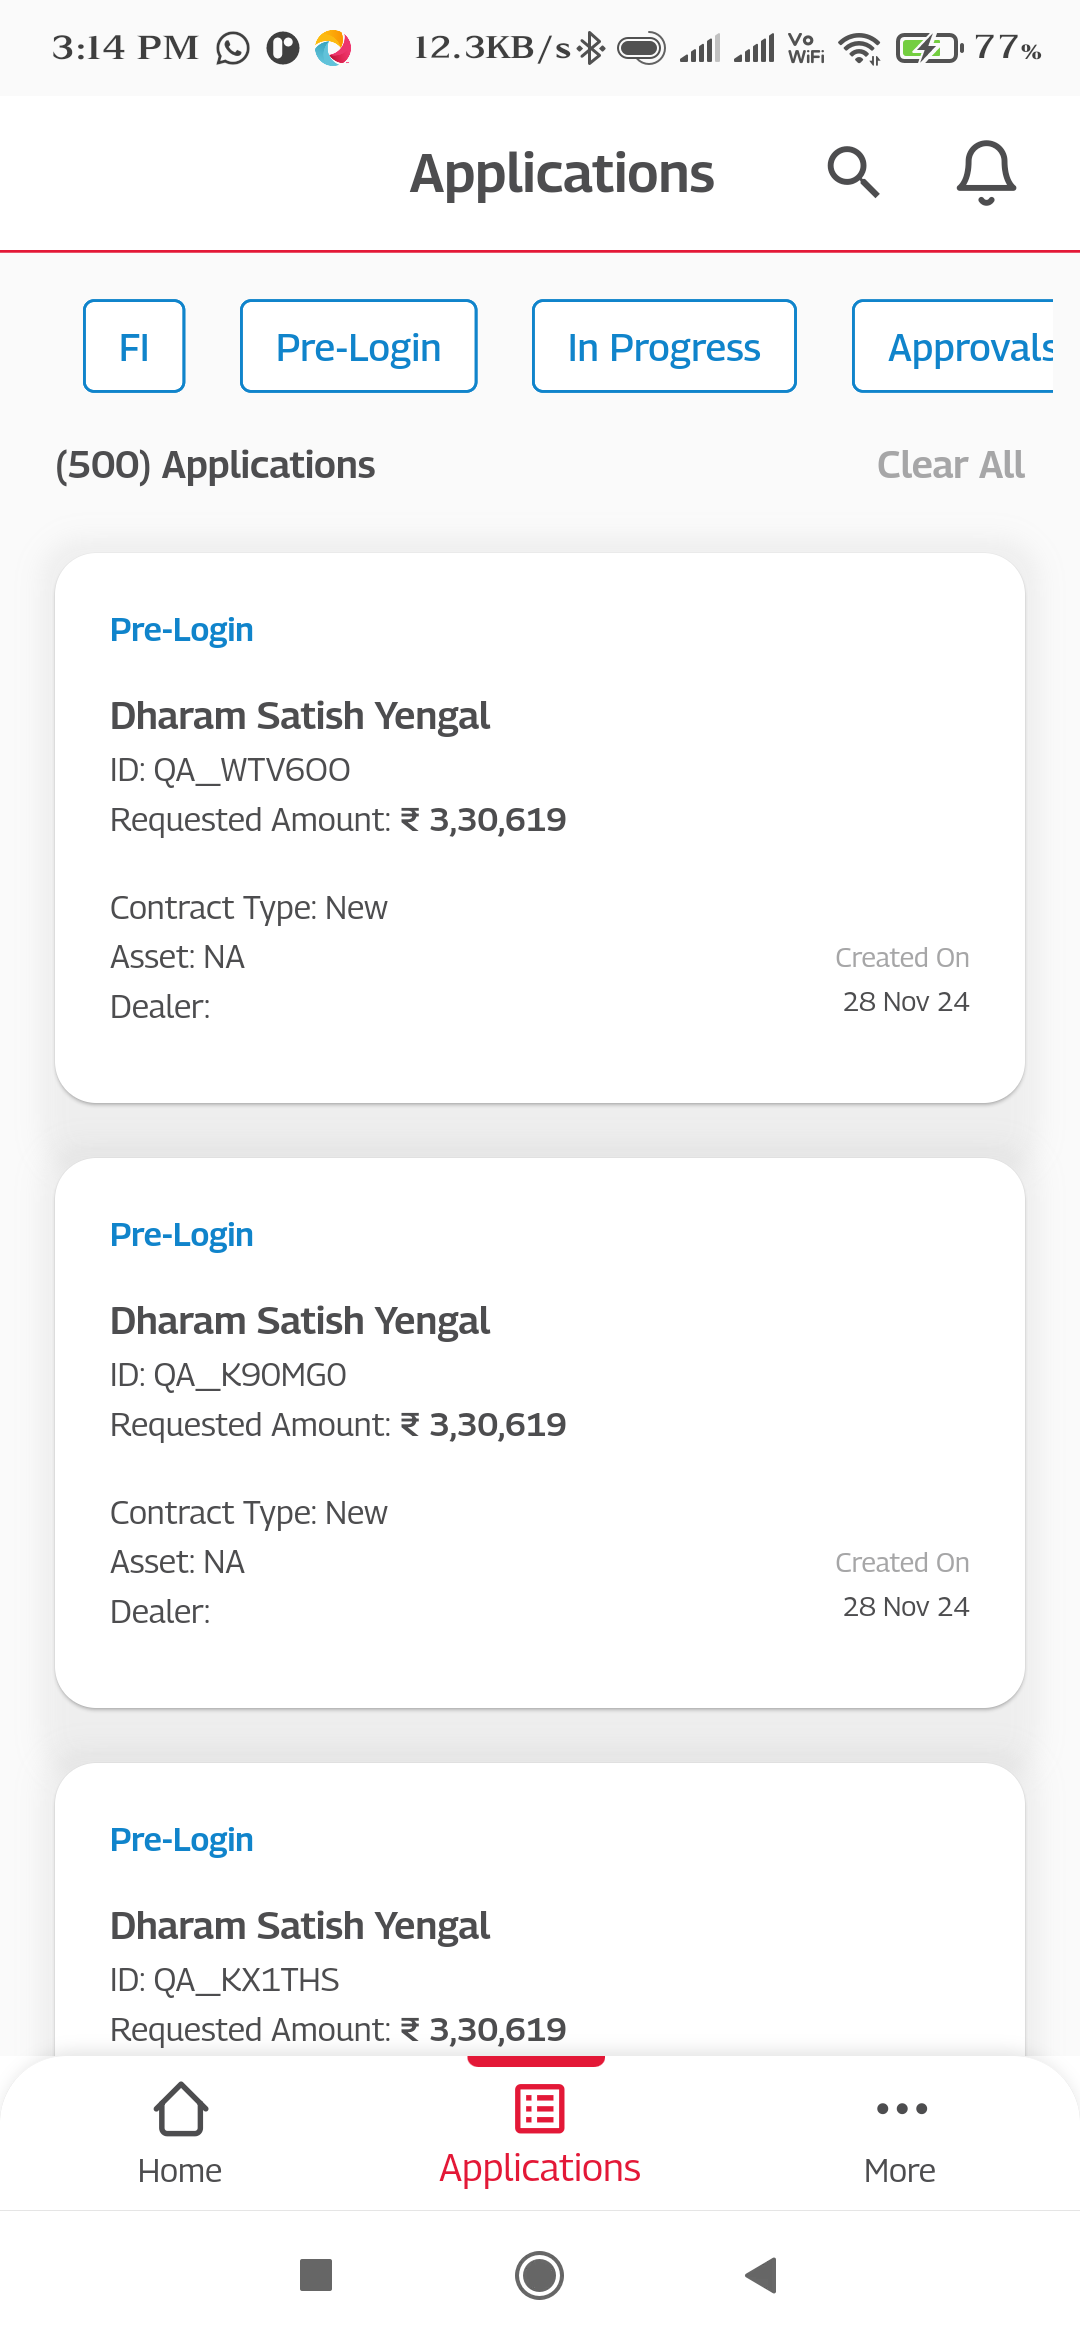 3:14 PM 12.3KB/s Vo WiFi 77%
Applications
FI Pre-Login In Progress Approvals
(500) Applications Clear All
Pre-Login
Dharam Satish Yengal
ID: QA_WTV6OO
Requested Amount: ₹ 3,30,619
Contract Type: New
Asset: NA Created On
Dealer: 28 Nov 24
Pre-Login
Dharam Satish Yengal
ID: QA_K90MG0
Requested Amount: ₹ 3,30,619
Contract Type: New
Asset: NA Created On
Dealer: 28 Nov 24
Pre-Login
Dharam Satish Yengal
ID: QA_KX1THS
Requested Amount: ₹ 3,30,619
Home Applications More